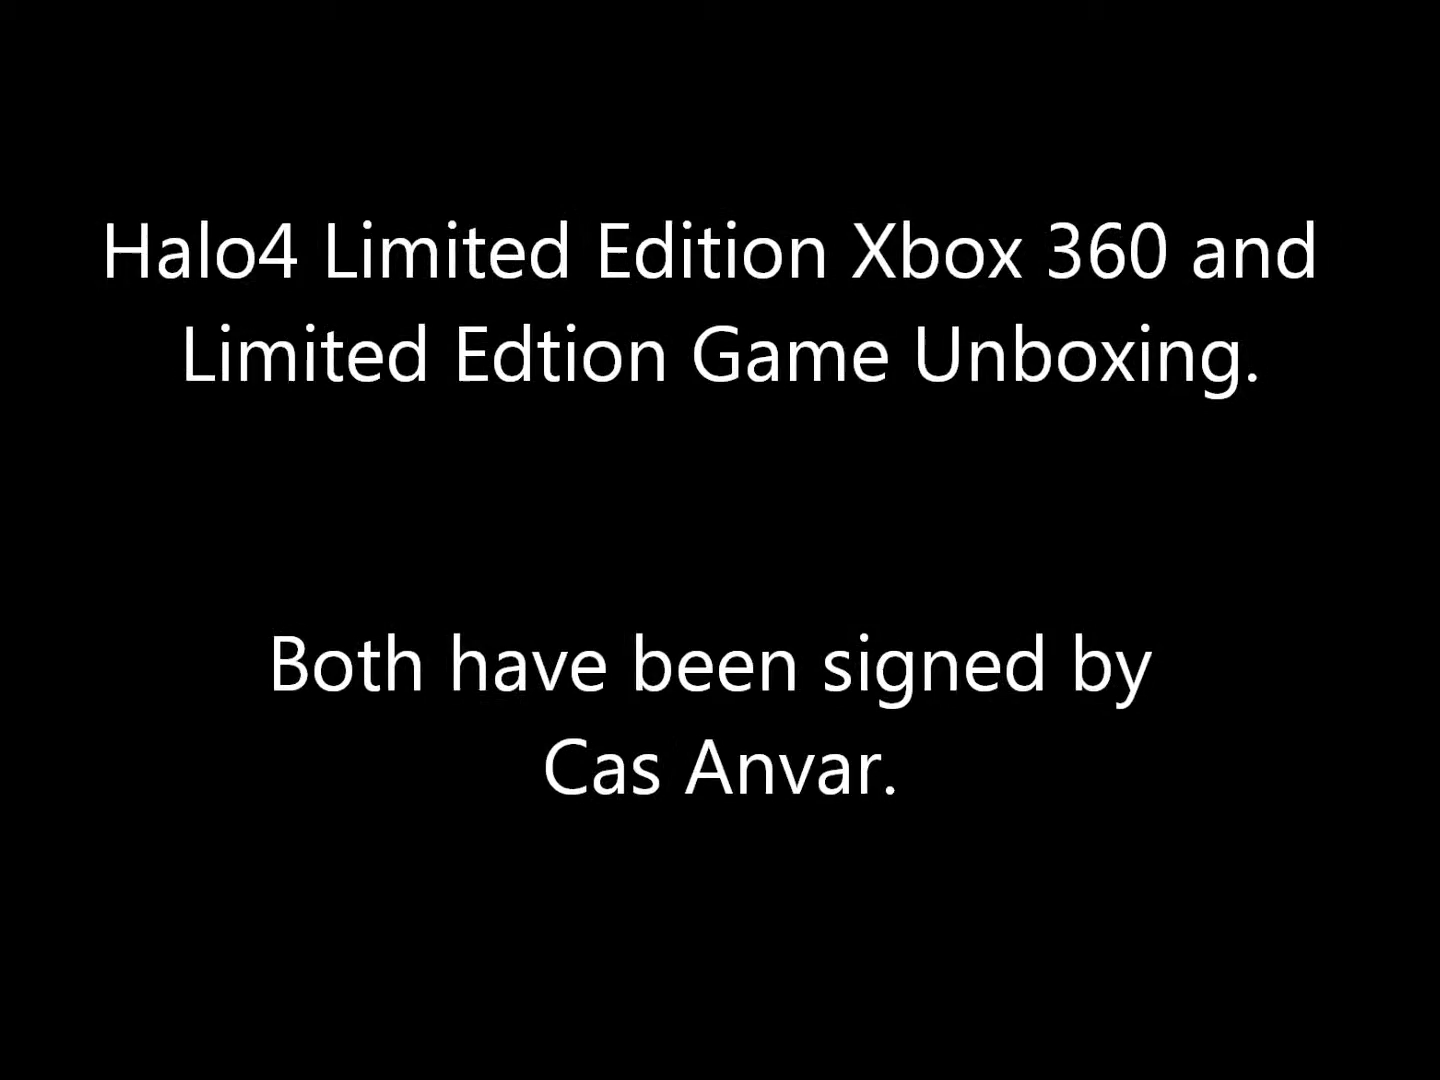 Halo4 Limited Edition Xbox 360 and
Limited Edtion Game Unboxing.
Both have been signed by
Cas Anvar.